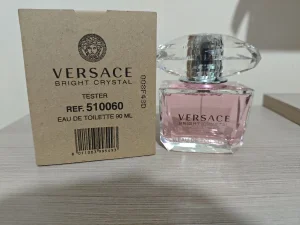 VERSACE
BRIGHT CRYSTAL
TESTER
REF. 510060
EAU DE TOILETTE 90 ML
VERSACE
BRIGHT CRYSTAL